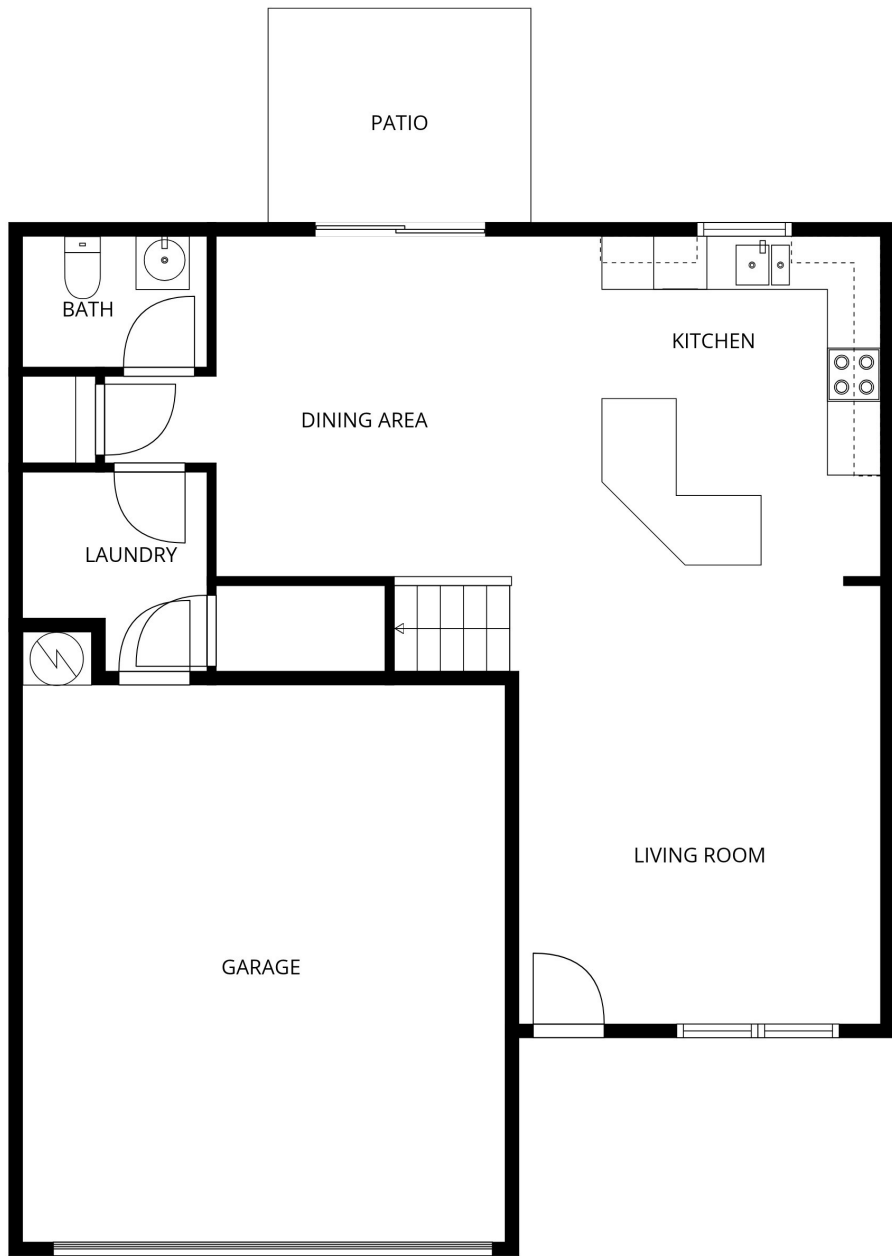 PATIO
BATH
KITCHEN
DINING AREA
LAUNDRY
LIVING ROOM
GARAGE